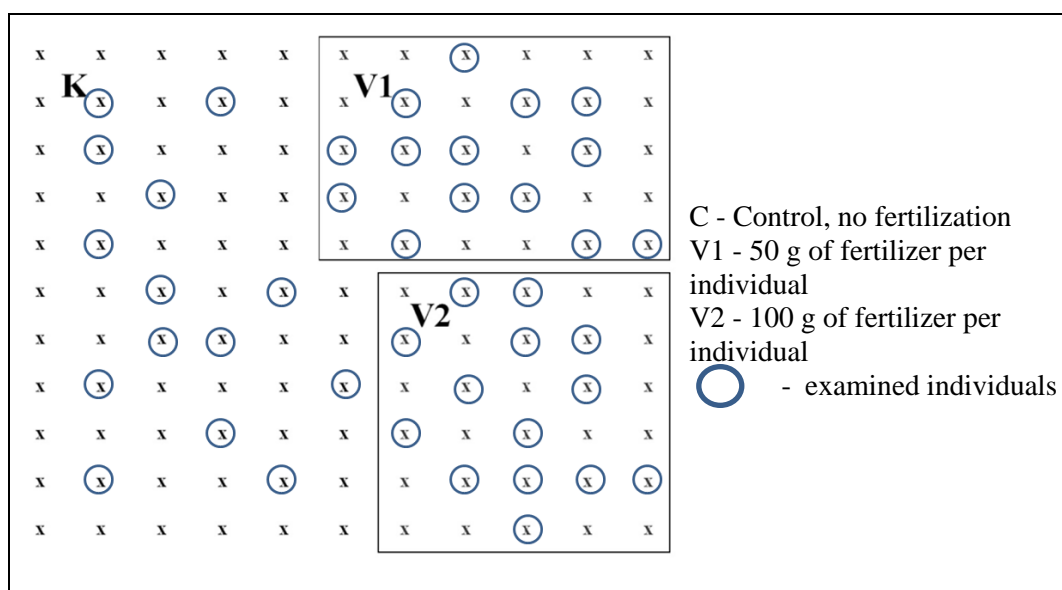 x x x x x x x x x x x
K V1
x x x x x x x x x x x
x x x x x x x x x x x
x x x x x x x x x x x
x x x x x x x x x x x
x x x x x x x x x x x
V2
x x x x x x x x x x x
x x x x x x x x x x x
x x x x x x x x x x x
x x x x x x x x x x x
x x x x x x x x x x x
C - Control, no fertilization
V1 - 50 g of fertilizer per
individual
V2 - 100 g of fertilizer per
individual
- examined individuals